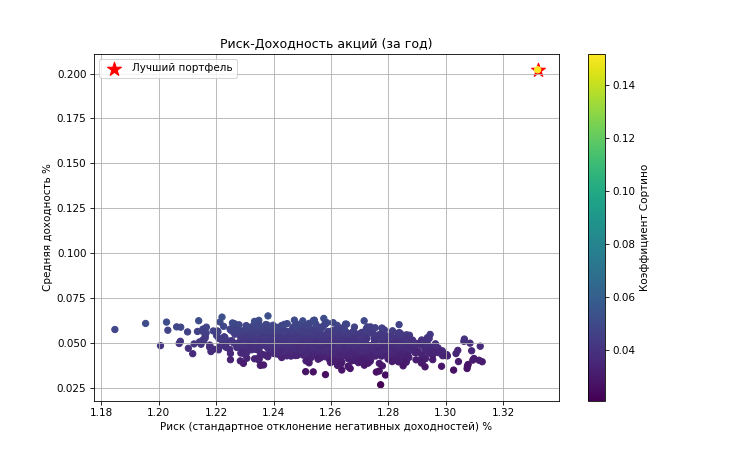 Риск-Доходность акций (за год)
Лучший портфель
0.200
0.175
0.150
0.125
0.100
0.075
0.050
0.025
Средняя доходность %
1.18 1.20 1.22 1.24 1.26 1.28 1.30 1.32
Риск (стандартное отклонение негативных доходностей) %
0.14
0.12
0.10
0.08
0.06
0.04
Коэффициент Сортино